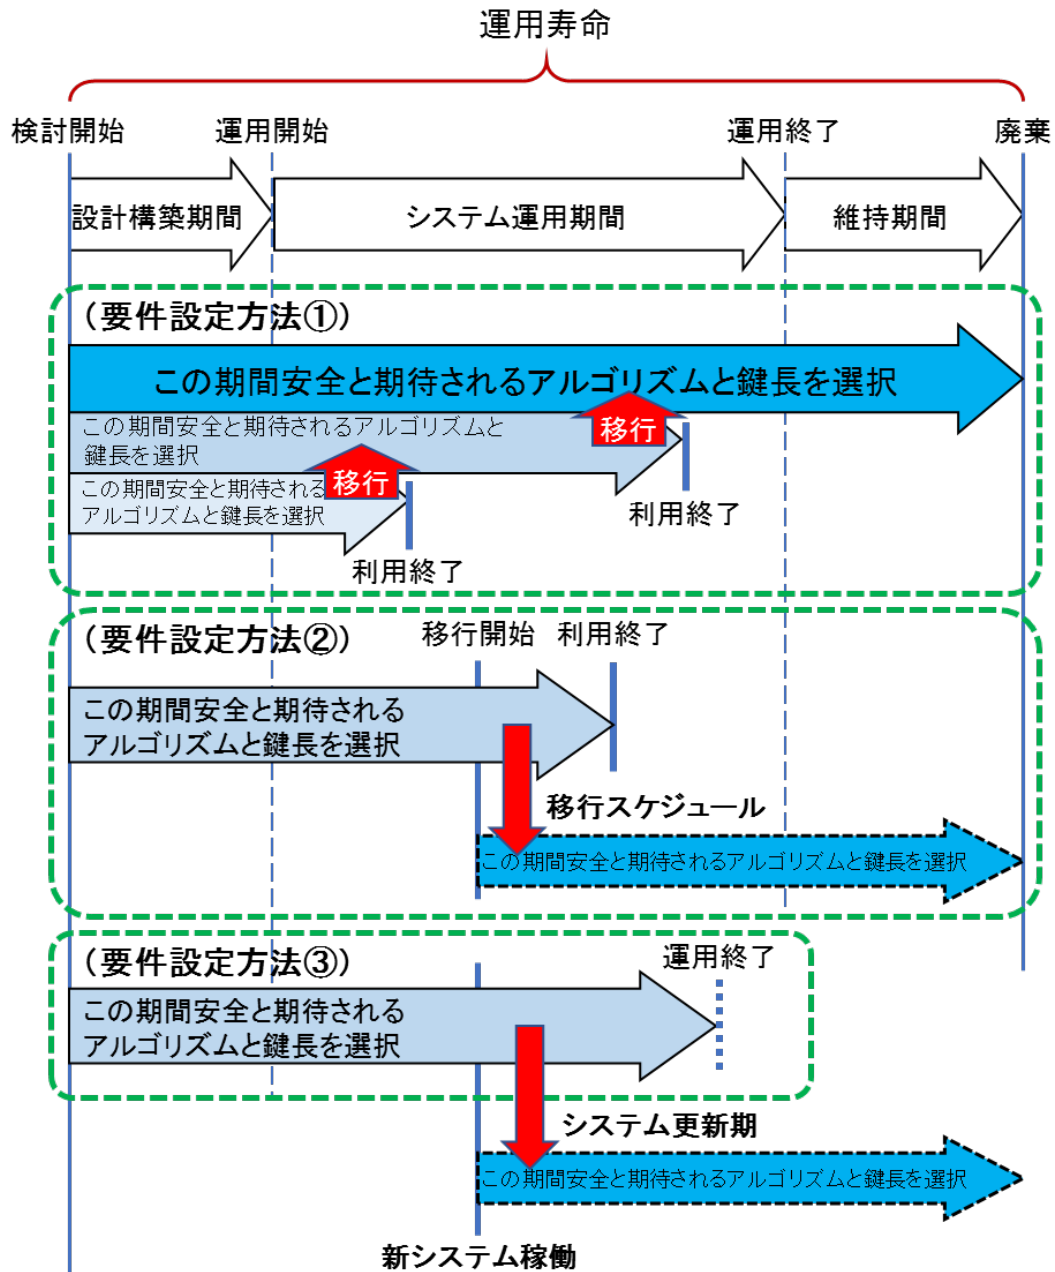 運用寿命
検討開始
運用開始
運用終了
廃棄
設計構築期間
システム運用期間
維持期間
(要件設定方法①)
この期間安全と期待されるアルゴリズムと鍵長を選択
この期間安全と期待されるアルゴリズムと
鍵長を選択
移行
この期間安全と期待される
アルゴリズムと鍵長を選択
移行
利用終了
利用終了
(要件設定方法②)
移行開始
利用終了
この期間安全と期待される
アルゴリズムと鍵長を選択
移行スケジュール
この期間安全と期待されるアルゴリズムと鍵長を選択
(要件設定方法③)
運用終了
この期間安全と期待される
アルゴリズムと鍵長を選択
システム更新期
この期間安全と期待されるアルゴリズムと鍵長を選択
新システム稼働